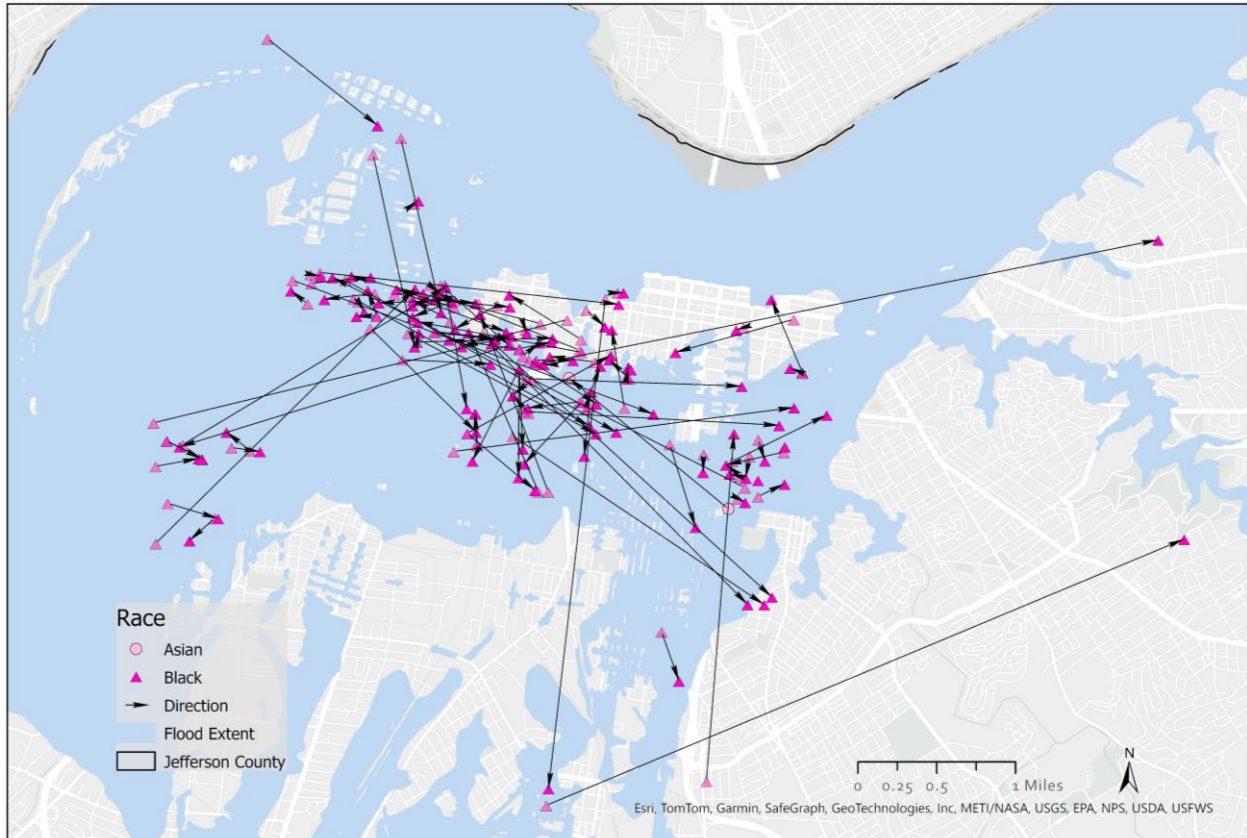 Race
Asian
Black
Direction
Flood Extent
Jefferson County
N
0 0.25 0.5 1 Miles
Esri, TomTom, Garmin, SafeGraph, GeoTechnologies, Inc, METI/NASA, USGS, EPA, NPS, USDA, USFWS